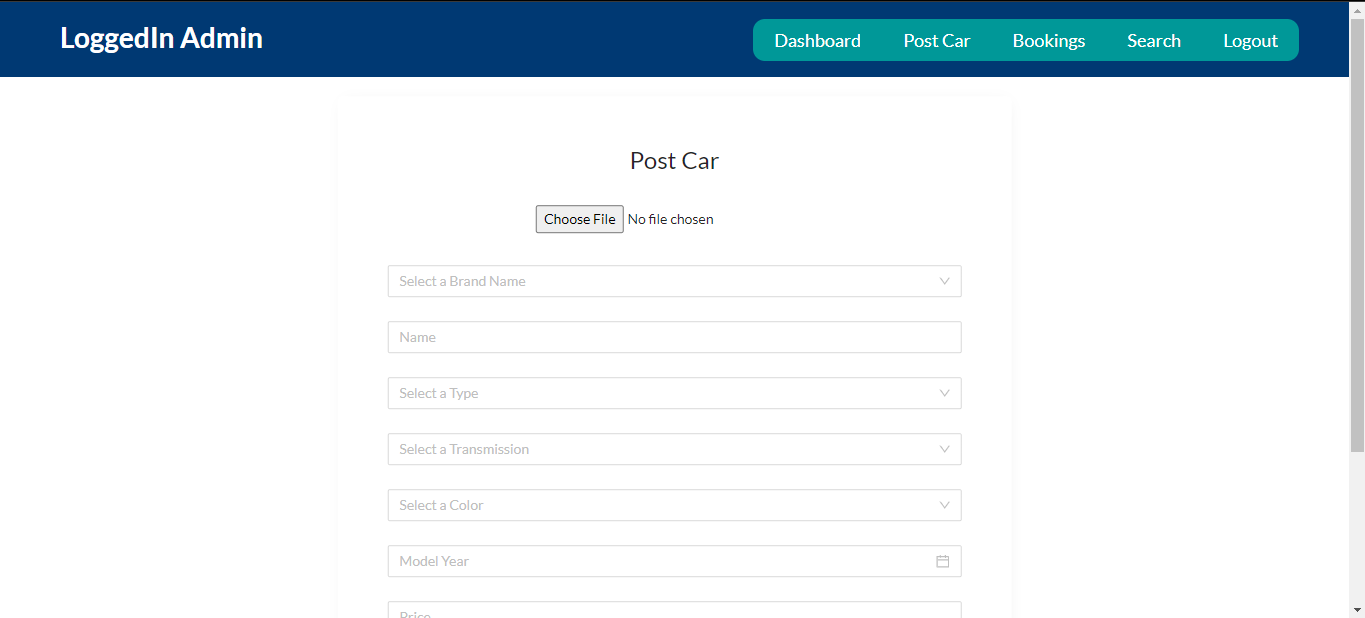 LoggedIn Admin
Dashboard Post Car Bookings Search Logout
Post Car
Choose File No file chosen
Select a Brand Name
Name
Select a Type
Select a Transmission
Select a Color
Model Year
Price